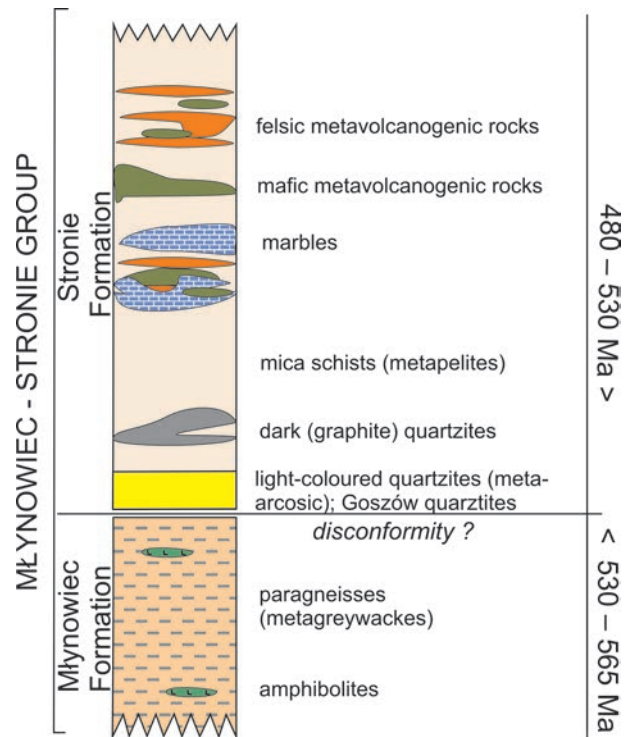 MŁYNOWIEC - STRONIE GROUP
Stronie
Formation
felsic metavolcanogenic rocks
mafic metavolcanogenic rocks
marbles
mica schists (metapelites)
dark (graphite) quartzites
light-coloured quartzites (meta-
arcosic); Goszów quarztites
480 – 530 Ma >
Młynowiec
Formation
disconformity ?
paragneisses
(metagreywackes)
amphibolites
< 530 – 565 Ma